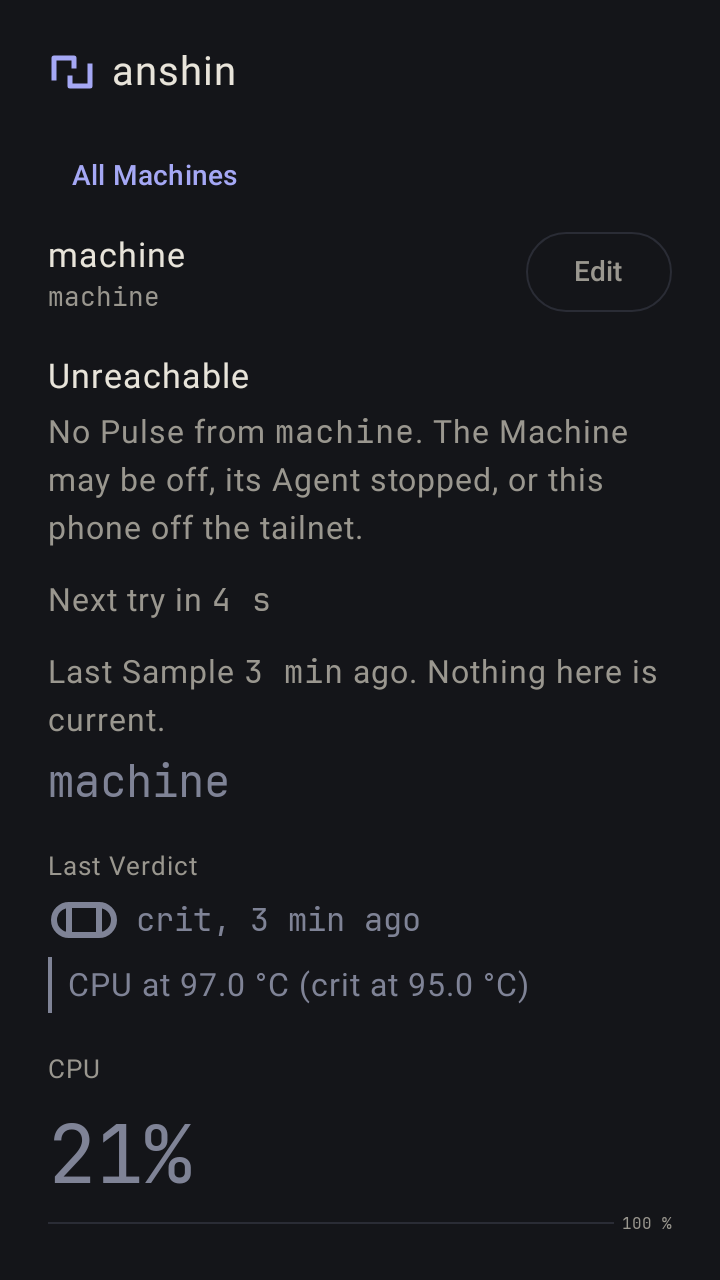 anshin
All Machines
machine
Edit
machine
Unreachable
No Pulse from machine. The Machine
may be off, its Agent stopped, or this
phone off the tailnet.
Next try in 4 s
Last Sample 3 min ago. Nothing here is
current.
machine
Last Verdict
crit, 3 min ago
CPU at 97.0 °C (crit at 95.0 °C)
CPU
21%
100 %